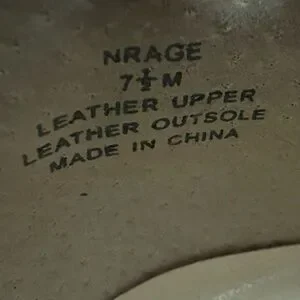 NRAGE
7½M
LEATHER UPPER
LEATHER OUTSOLE
MADE IN CHINA